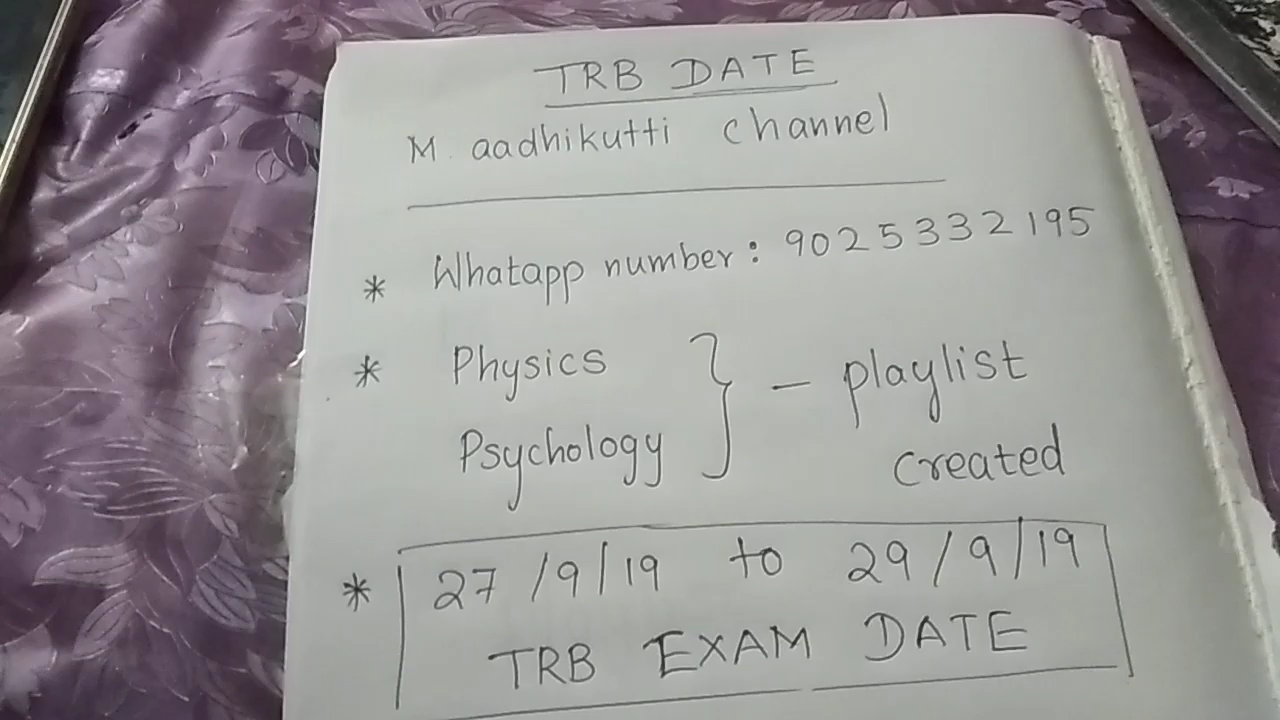 TRB DATE
M. aadhikutti channel
* Whatapp number : 9025332195
* Physics } – playlist
Psychology created
* 27/9/19 to 29/9/19
TRB EXAM DATE